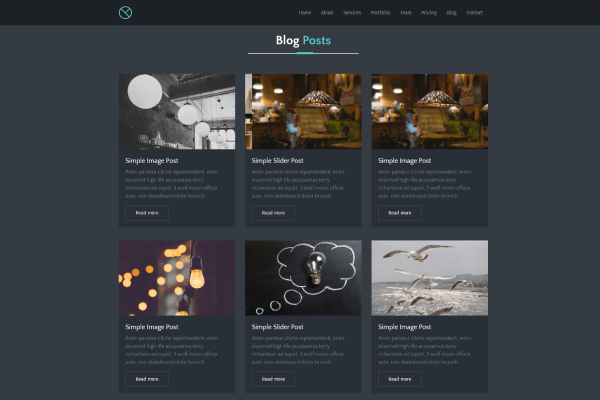 Home About Services Portfolio Team Pricing Blog Contact
Blog Posts
Simple Image Post
Anim pariatur cliche reprehenderit, enim
eiusmod high life accusamus terry
richardson ad squid. 3 wolf moon officia
aute, non skateboard dolor brunch.
Read more
Simple Slider Post
Anim pariatur cliche reprehenderit, enim
eiusmod high life accusamus terry
richardson ad squid. 3 wolf moon officia
aute, non skateboard dolor brunch.
Read more
Simple Image Post
Anim pariatur cliche reprehenderit, enim
eiusmod high life accusamus terry
richardson ad squid. 3 wolf moon officia
aute, non skateboard dolor brunch.
Read more
Simple Image Post
Anim pariatur cliche reprehenderit, enim
eiusmod high life accusamus terry
richardson ad squid. 3 wolf moon officia
aute, non skateboard dolor brunch.
Read more
Simple Slider Post
Anim pariatur cliche reprehenderit, enim
eiusmod high life accusamus terry
richardson ad squid. 3 wolf moon officia
aute, non skateboard dolor brunch.
Read more
Simple Image Post
Anim pariatur cliche reprehenderit, enim
eiusmod high life accusamus terry
richardson ad squid. 3 wolf moon officia
aute, non skateboard dolor brunch.
Read more